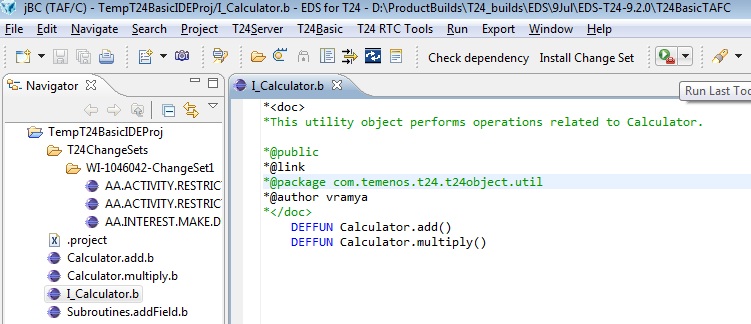 jBC (TAF/C) - TempT24BasicIDEProj/I_Calculator.b - EDS for T24 - D:\ProductBuilds\T24_builds\EDS\9Jul\EDS-T24-9.2.0\T24BasicTAFC
File Edit Navigate Search Project T24Server T24Basic T24 RTC Tools Run Export Window Help
Check dependency Install Change Set
Run Last Too
Navigator
TempT24BasicIDEProj
T24ChangeSets
WI-1046042-ChangeSet1
AA.ACTIVITY.RESTRIC
AA.ACTIVITY.RESTRIC
AA.INTEREST.MAKE.D
.project
Calculator.add.b
Calculator.multiply.b
I_Calculator.b
Subroutines.addField.b
I_Calculator.b
*<doc>
*This utility object performs operations related to Calculator.
*@public
*@link
*@package com.temenos.t24.t24object.util
*@author vramya
*</doc>
DEFFUN Calculator.add()
DEFFUN Calculator.multiply()